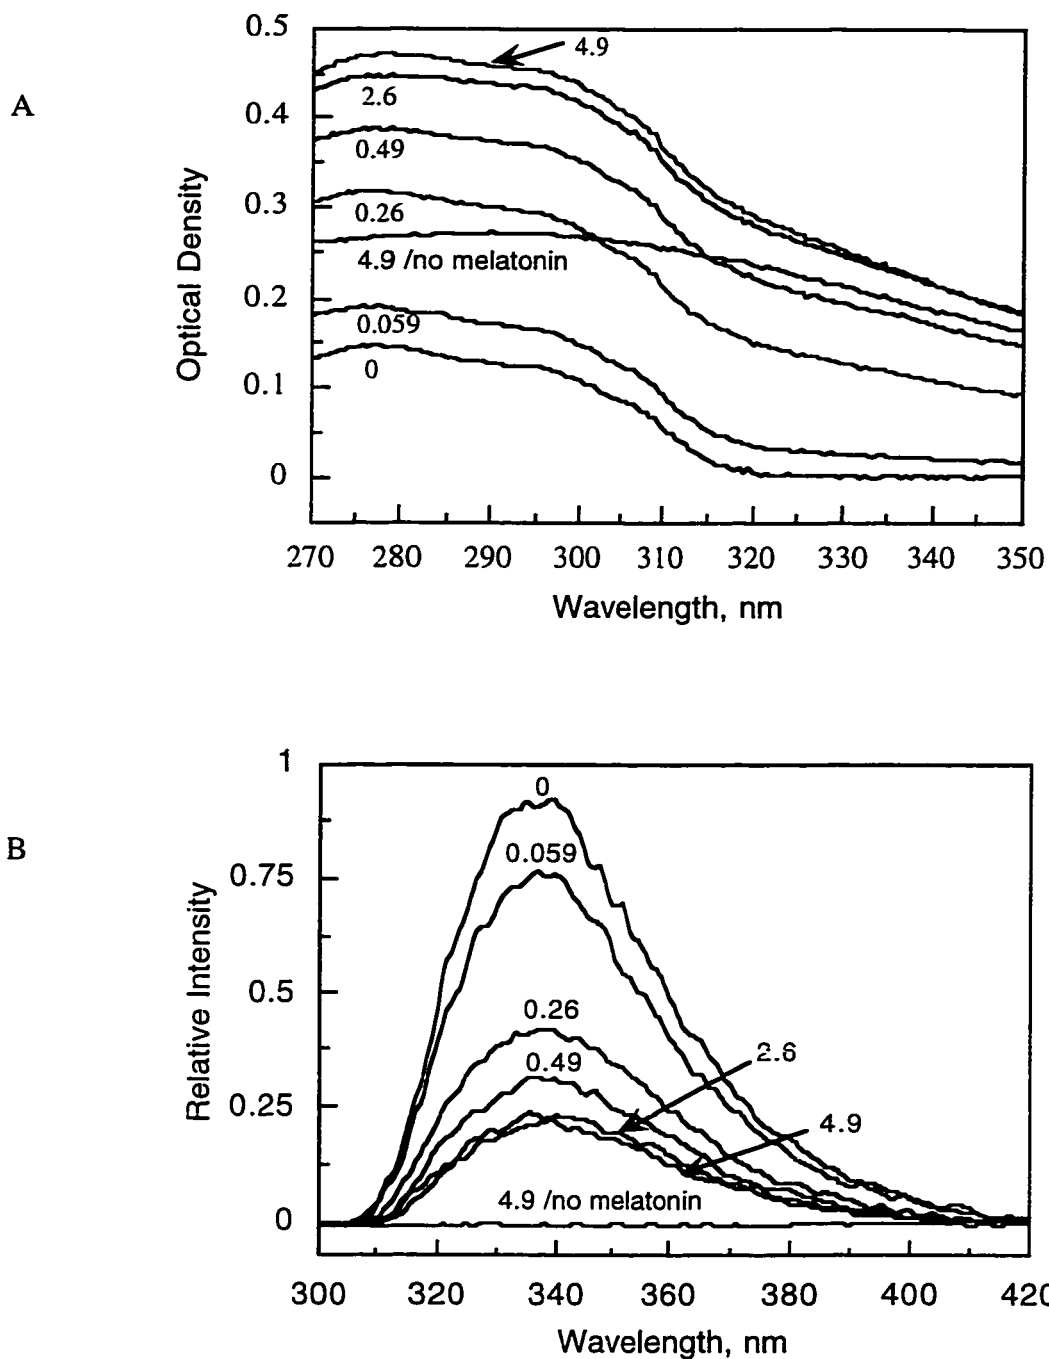 A
Optical Density
0.5
0.4
0.3
0.2
0.1
0
4.9
2.6
0.49
0.26
4.9 /no melatonin
0.059
0
270 280 290 300 310 320 330 340 350
Wavelength, nm
B
Relative Intensity
1
0.75
0.5
0.25
0
0
0.059
0.26
0.49
2.6
4.9
4.9 /no melatonin
300 320 340 360 380 400 420
Wavelength, nm